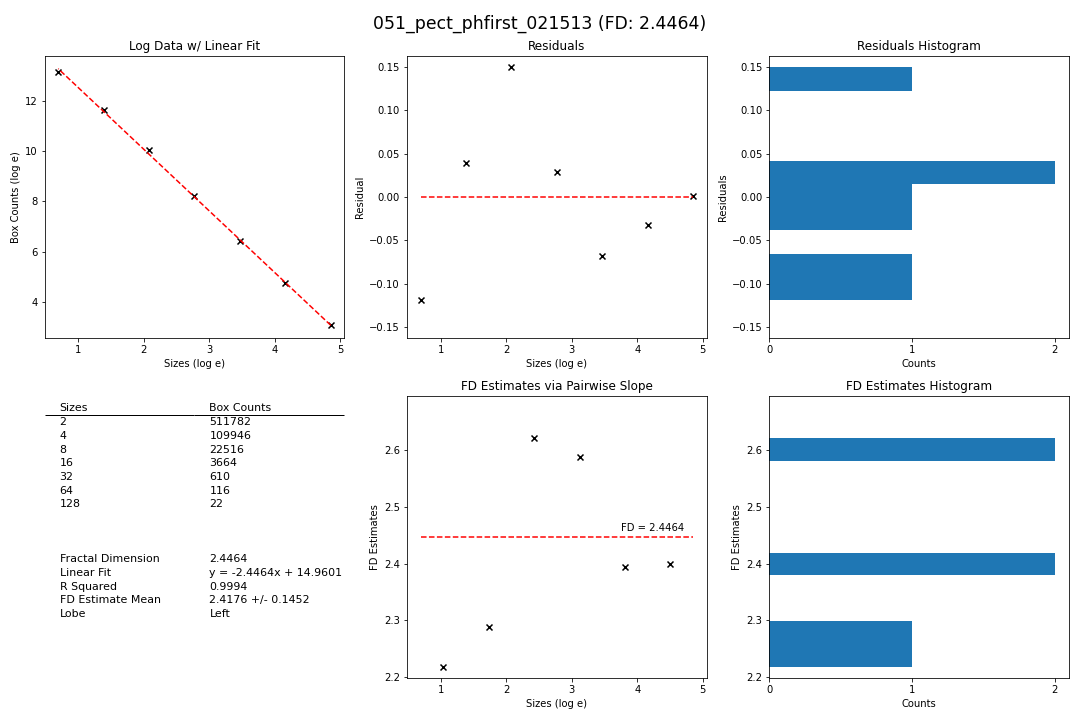 051_pect_phfirst_021513 (FD: 2.4464)
Log Data w/ Linear Fit
Box Counts (log e)
12
10
8
6
4
1 2 3 4 5
Sizes (log e)
Residuals
Residual
0.15
0.10
0.05
0.00
−0.05
−0.10
−0.15
1 2 3 4 5
Sizes (log e)
Residuals Histogram
Residuals
0.15
0.10
0.05
0.00
−0.05
−0.10
−0.15
0 1 2
Counts
Sizes Box Counts
2 511782
4 109946
8 22516
16 3664
32 610
64 116
128 22
Fractal Dimension 2.4464
Linear Fit y = -2.4464x + 14.9601
R Squared 0.9994
FD Estimate Mean 2.4176 +/- 0.1452
Lobe Left
FD Estimates via Pairwise Slope
FD Estimates
2.6
2.5
2.4
2.3
2.2
FD = 2.4464
1 2 3 4 5
Sizes (log e)
FD Estimates Histogram
FD Estimates
2.6
2.5
2.4
2.3
2.2
0 1 2
Counts